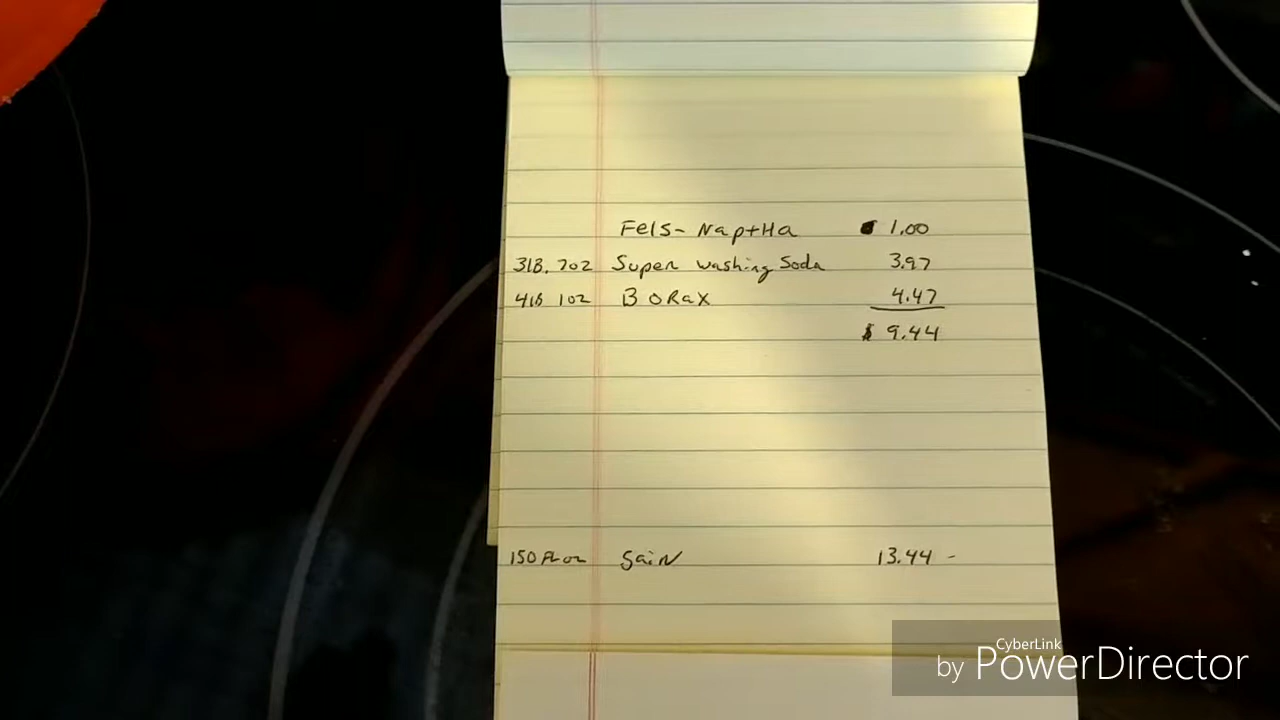 Fels-Naptha $ 1.00
3lB. 7oz Super washing Soda 3.97
4lB 1oz BORax 4.47
$ 9.44
150 FL oz gaiN 13.44 -
CyberLink
by PowerDirector